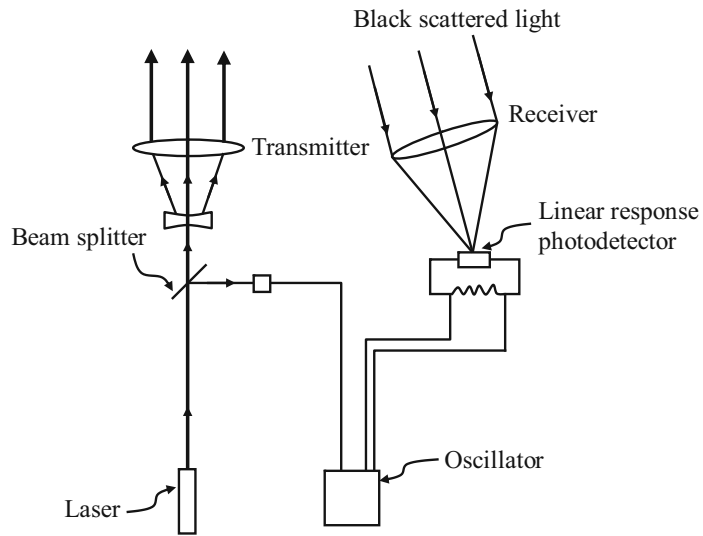 Black scattered light
Receiver
Transmitter
Linear response
photodetector
Beam splitter
Oscillator
Laser